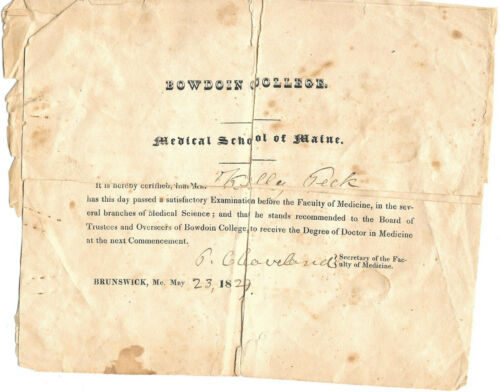 BOWDOIN COLLEGE.
Medical School of Maine.
It is hereby certified, that Mr. Kelley Peck
has this day passed a satisfactory Examination before the Faculty of Medicine, in the sev-
eral branches of Medical Science; and that he stands recommended to the Board of
Trustees and Overseers of Bowdoin College, to receive the Degree of Doctor in Medicine
at the next Commencement.
P. Cleaveland Secretary of the Fac-
ulty of Medicine.
BRUNSWICK, Me. May 23, 1829.